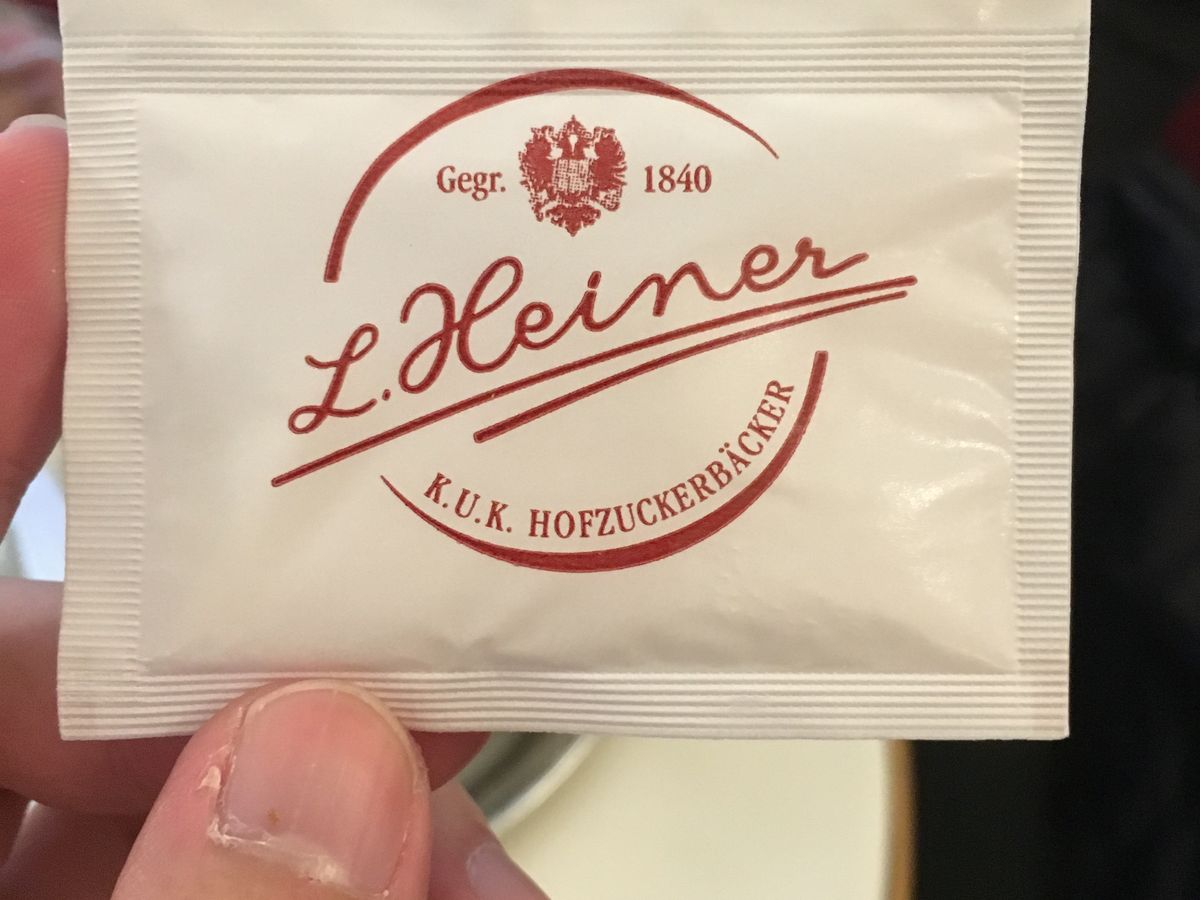 Gegr. 1840
L. Heiner
K.U.K. HOFZUCKERBÄCKER